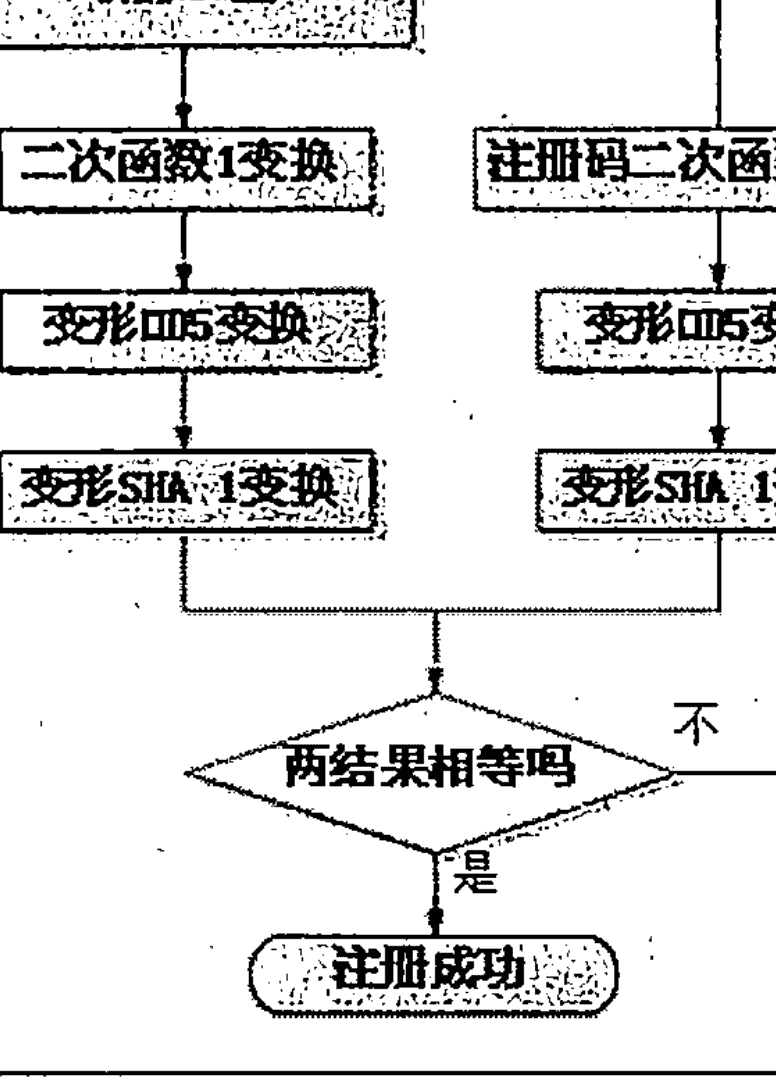 二次函数1变换
注册码二次函
变形MD5变换
变形MD5变
变形SHA 1变换
变形SHA 1
两结果相等吗
不
是
注册成功